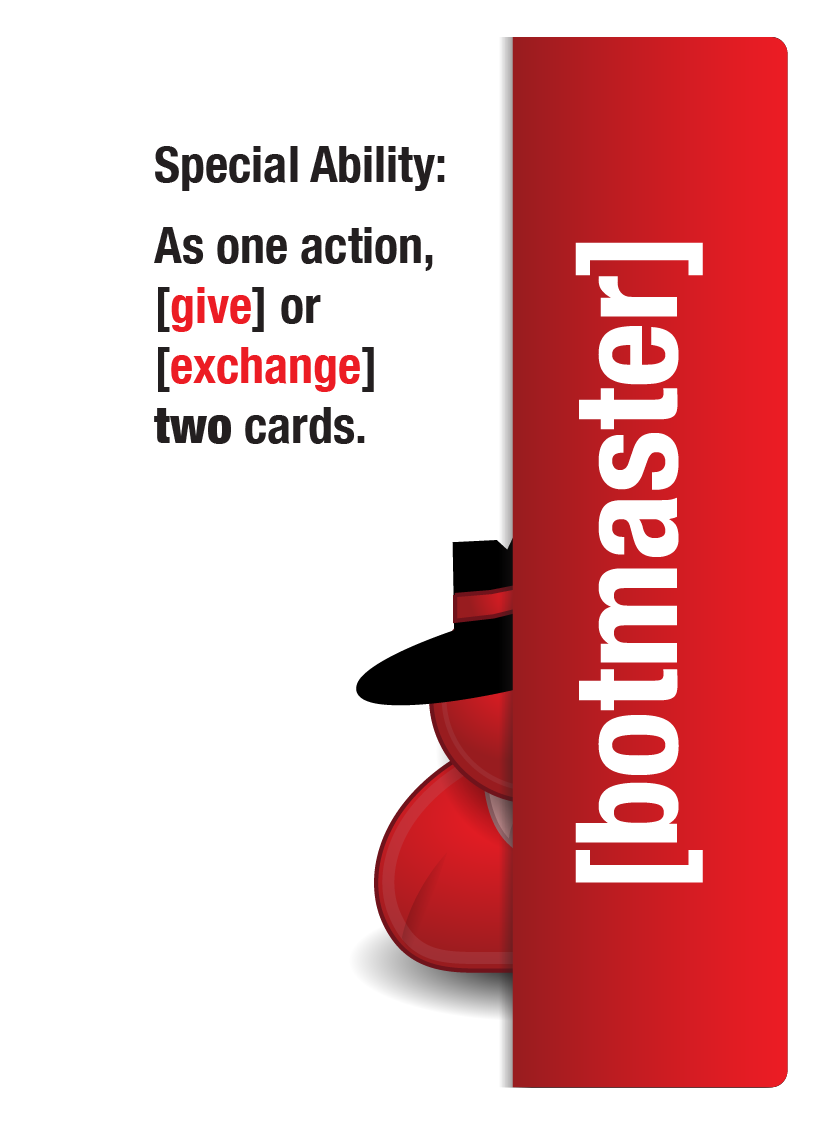 Special Ability:
As one action,
[give] or
[exchange]
two cards.
[botmaster]